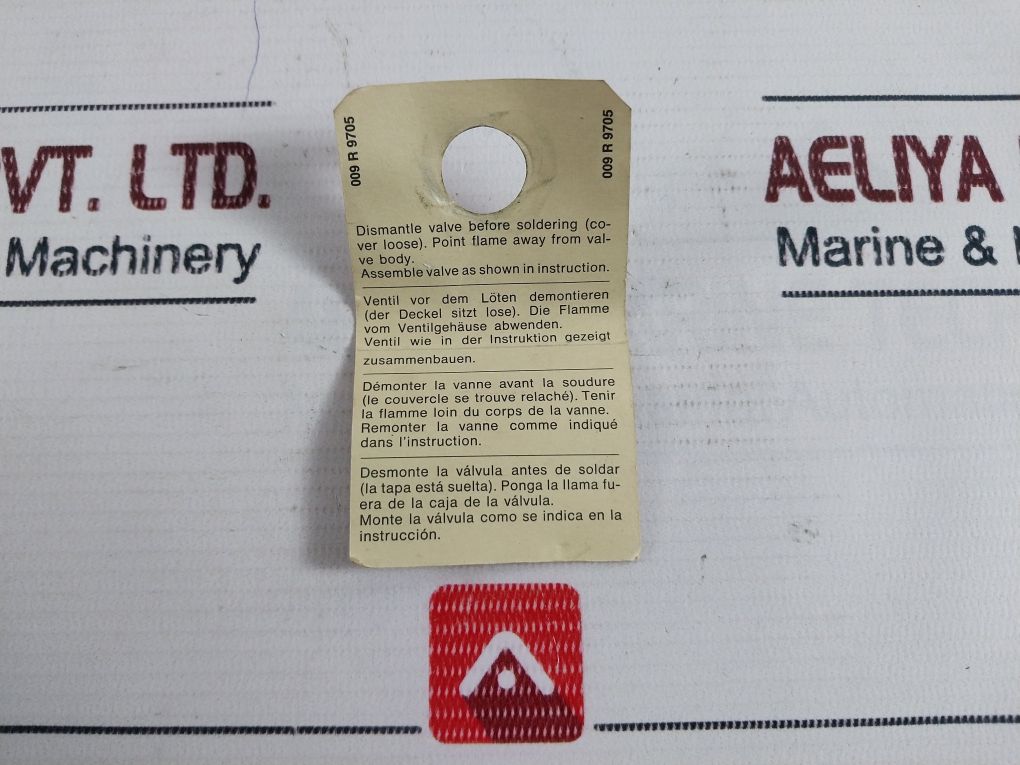 009 R 9705
009 R 9705
Dismantle valve before soldering (co-
ver loose). Point flame away from val-
ve body.
Assemble valve as shown in instruction.
Ventil vor dem Löten demontieren
(der Deckel sitzt lose). Die Flamme
vom Ventilgehäuse abwenden.
Ventil wie in der Instruktion gezeigt
zusammenbauen.
Démonter la vanne avant la soudure
(le couvercle se trouve relaché). Tenir
la flamme loin du corps de la vanne.
Remonter la vanne comme indiqué
dans l'instruction.
Desmonte la válvula antes de soldar
(la tapa está suelta). Ponga la llama fu-
era de la caja de la válvula.
Monte la válvula como se indica en la
instrucción.
VT. LTD.
Machinery
AELIYA
Marine &